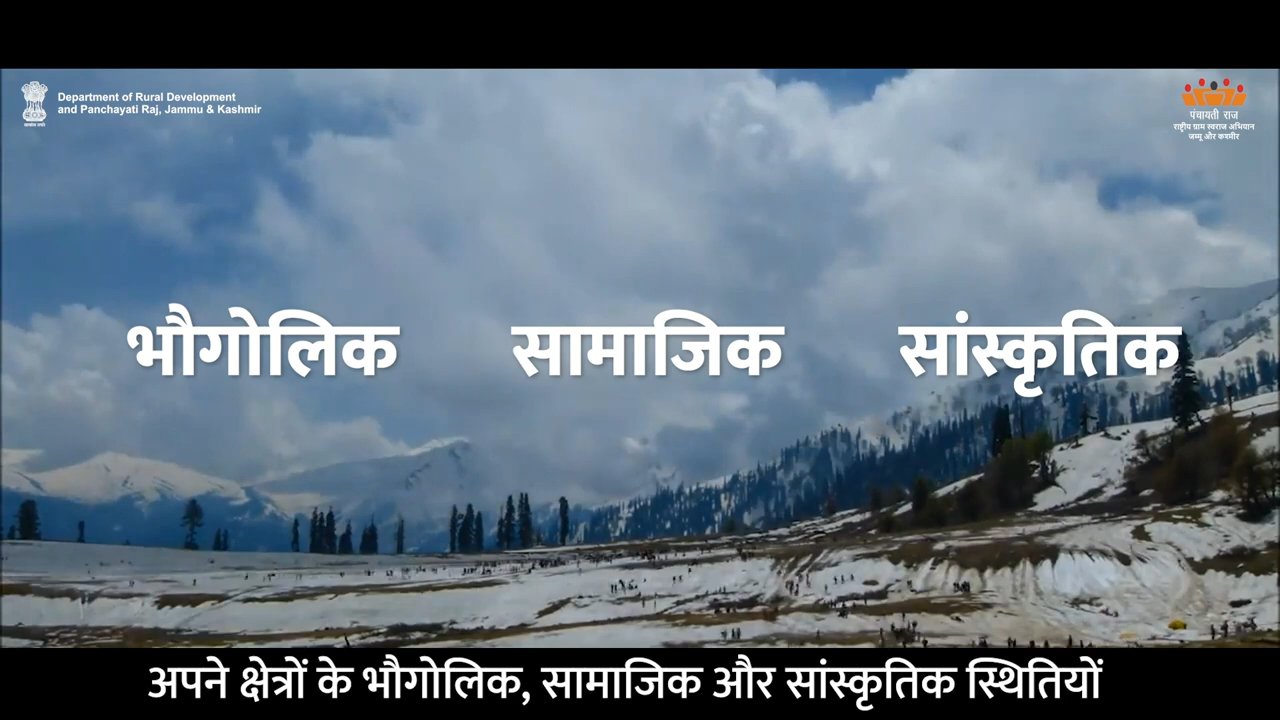 Department of Rural Development
and Panchayati Raj, Jammu & Kashmir
पंचायती राज
राष्ट्रीय ग्राम स्वराज अभियान
जम्मू और कश्मीर
भौगोलिक सामाजिक सांस्कृतिक
अपने क्षेत्रों के भौगोलिक, सामाजिक और सांस्कृतिक स्थितियों